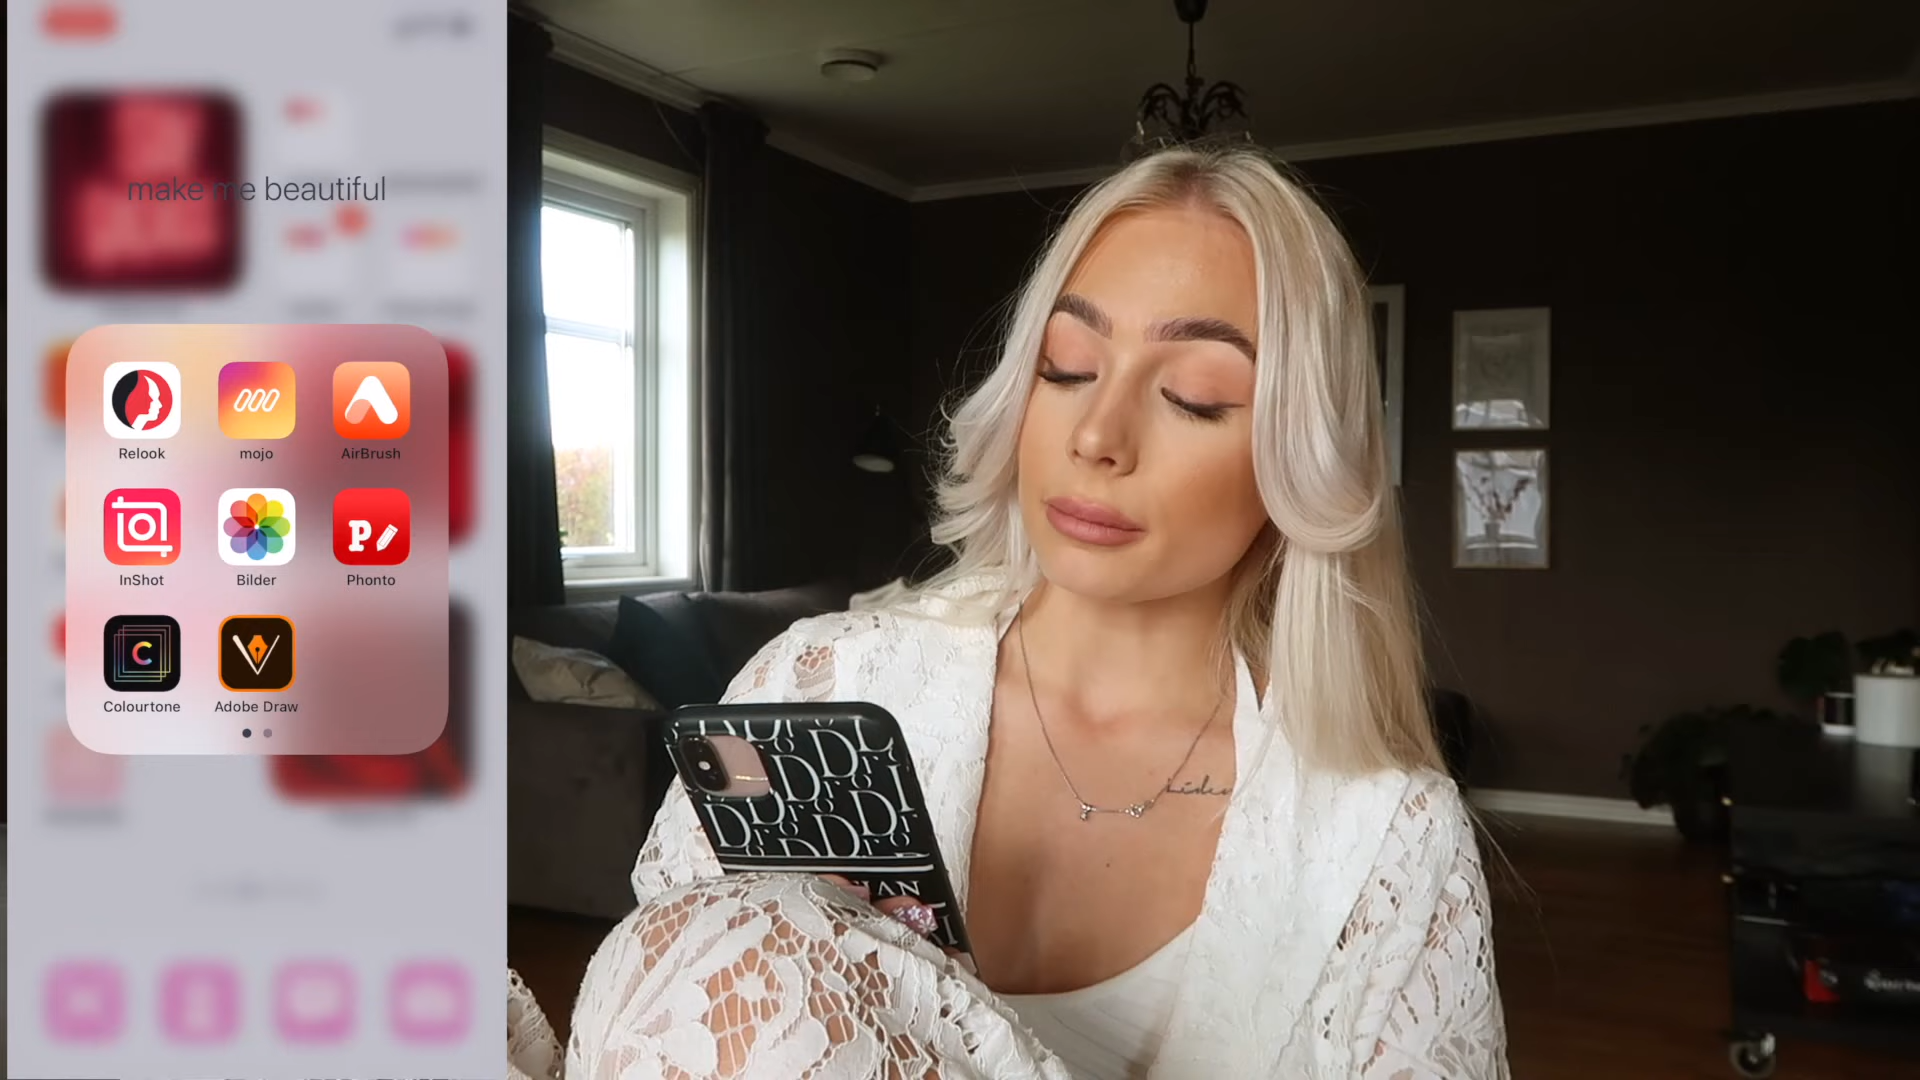 make me beautiful
Relook
mojo
AirBrush
InShot
Bilder
Phonto
Colourtone
Adobe Draw